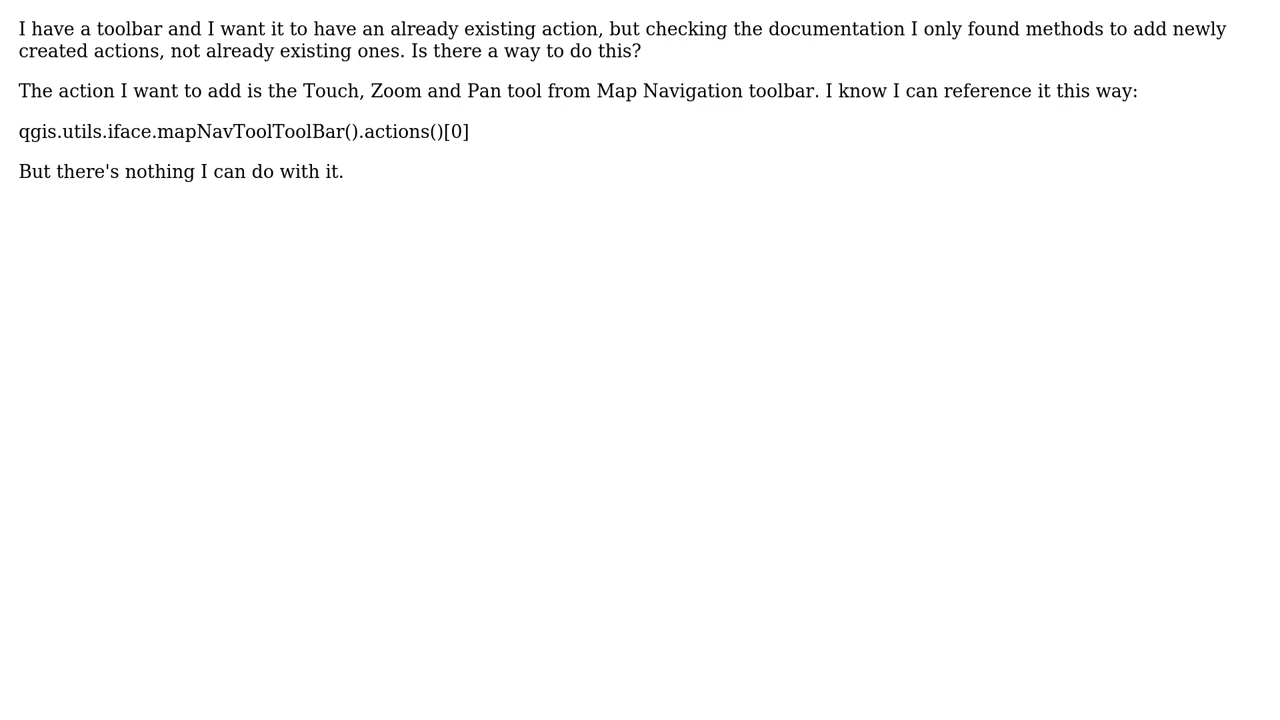 I have a toolbar and I want it to have an already existing action, but checking the documentation I only found methods to add newly
created actions, not already existing ones. Is there a way to do this?
The action I want to add is the Touch, Zoom and Pan tool from Map Navigation toolbar. I know I can reference it this way:
qgis.utils.iface.mapNavToolToolBar().actions()[0]
But there's nothing I can do with it.